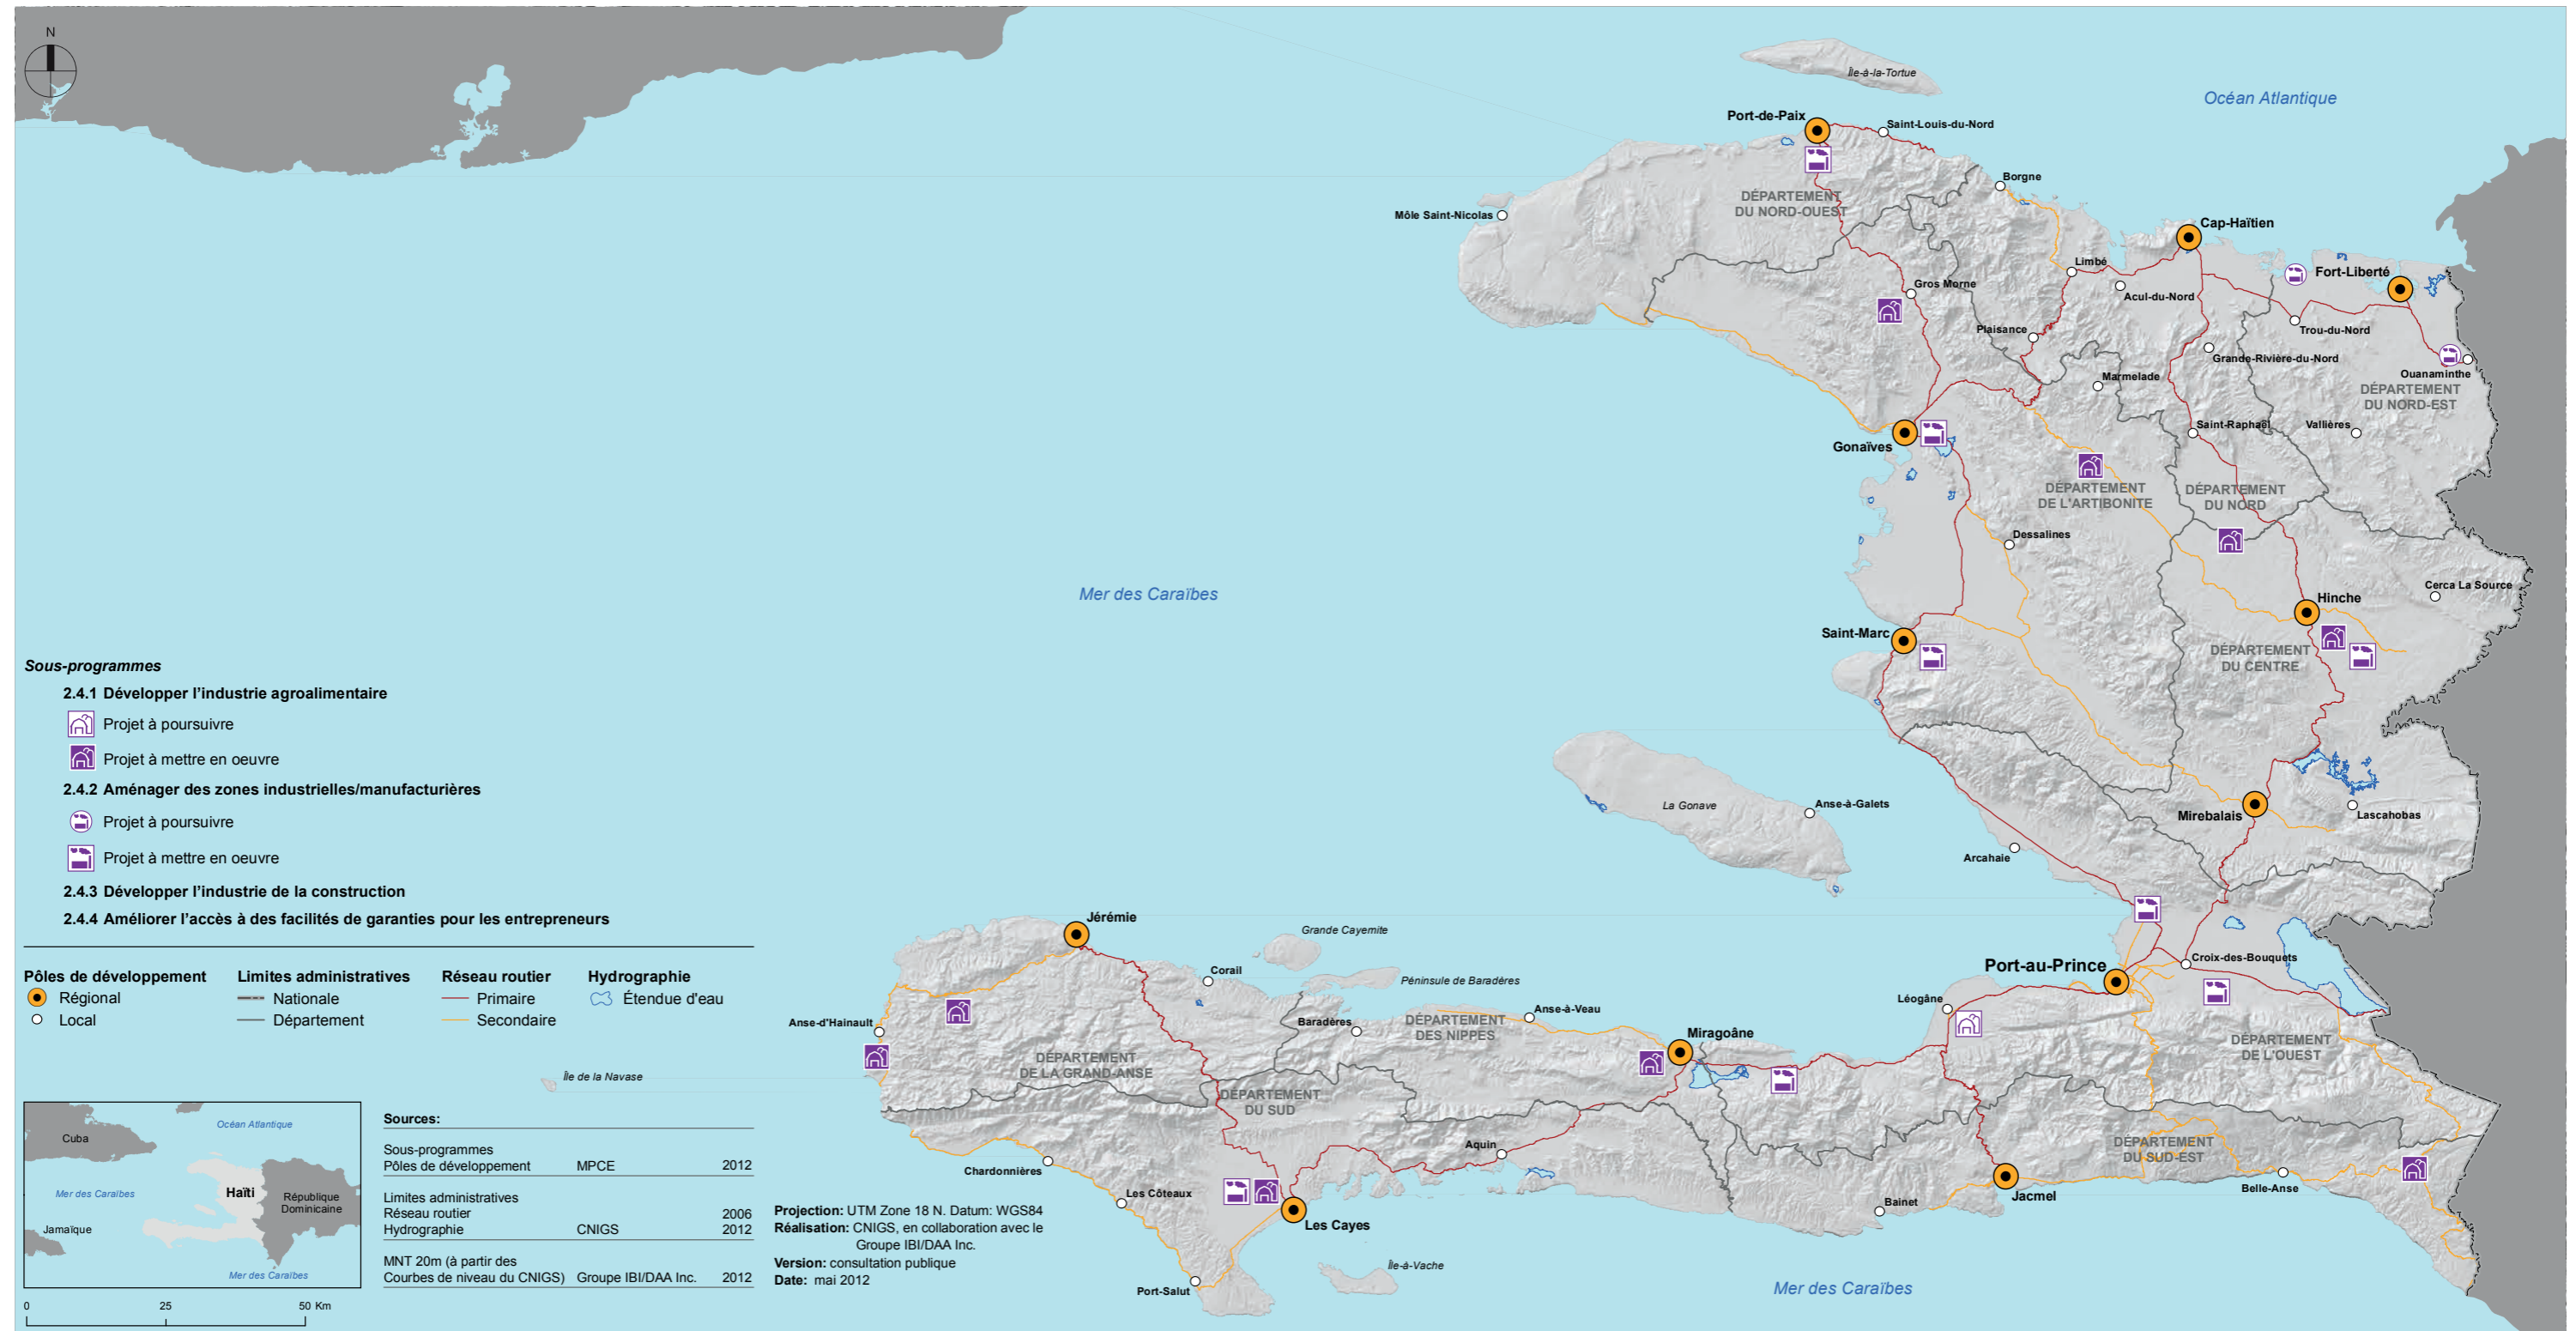 N
Île-à-la-Tortue
Océan Atlantique
Port-de-Paix
Saint-Louis-du-Nord
Borgne
DÉPARTEMENT
DU NORD-OUEST
Môle Saint-Nicolas
Cap-Haïtien
Limbé
Fort-Liberté
Gros Morne
Acul-du-Nord
Plaisance
Trou-du-Nord
Grande-Rivière-du-Nord
Ouanaminthe
Marmelade
DÉPARTEMENT
DU NORD-EST
Saint-Raphaël
Vallières
Gonaïves
DÉPARTEMENT
DE L'ARTIBONITE
DÉPARTEMENT
DU NORD
Dessalines
Cerca La Source
Mer des Caraïbes
Hinche
Saint-Marc
DÉPARTEMENT
DU CENTRE
La Gonave
Anse-à-Galets
Mirebalais
Lascahobas
Arcahaie
Jérémie
Grande Cayemite
Corail
Péninsule de Baradères
Port-au-Prince
Croix-des-Bouquets
Léogâne
Anse-à-Veau
Anse-d'Hainault
Baradères
DÉPARTEMENT
DES NIPPES
Miragoâne
DÉPARTEMENT
DE L'OUEST
DÉPARTEMENT
DE LA GRAND-ANSE
Île de la Navase
DÉPARTEMENT
DU SUD
Aquin
DÉPARTEMENT
DU SUD-EST
Chardonnières
Les Côteaux
Les Cayes
Bainet
Jacmel
Belle-Anse
Île-à-Vache
Port-Salut
Mer des Caraïbes
Sous-programmes
2.4.1 Développer l'industrie agroalimentaire
Projet à poursuivre
Projet à mettre en oeuvre
2.4.2 Aménager des zones industrielles/manufacturières
Projet à poursuivre
Projet à mettre en oeuvre
2.4.3 Développer l'industrie de la construction
2.4.4 Améliorer l'accès à des facilités de garanties pour les entrepreneurs
Pôles de développement
Régional
Local
Limites administratives
Nationale
Département
Réseau routier
Primaire
Secondaire
Hydrographie
Étendue d'eau
Océan Atlantique
Cuba
Mer des Caraïbes
Haïti
République
Dominicaine
Jamaïque
Mer des Caraïbes
0 25 50 Km
Sources:
Sous-programmes
Pôles de développement MPCE 2012
Limites administratives
Réseau routier 2006
Hydrographie CNIGS 2012
MNT 20m (à partir des
Courbes de niveau du CNIGS) Groupe IBI/DAA Inc. 2012
Projection: UTM Zone 18 N. Datum: WGS84
Réalisation: CNIGS, en collaboration avec le
Groupe IBI/DAA Inc.
Version: consultation publique
Date: mai 2012